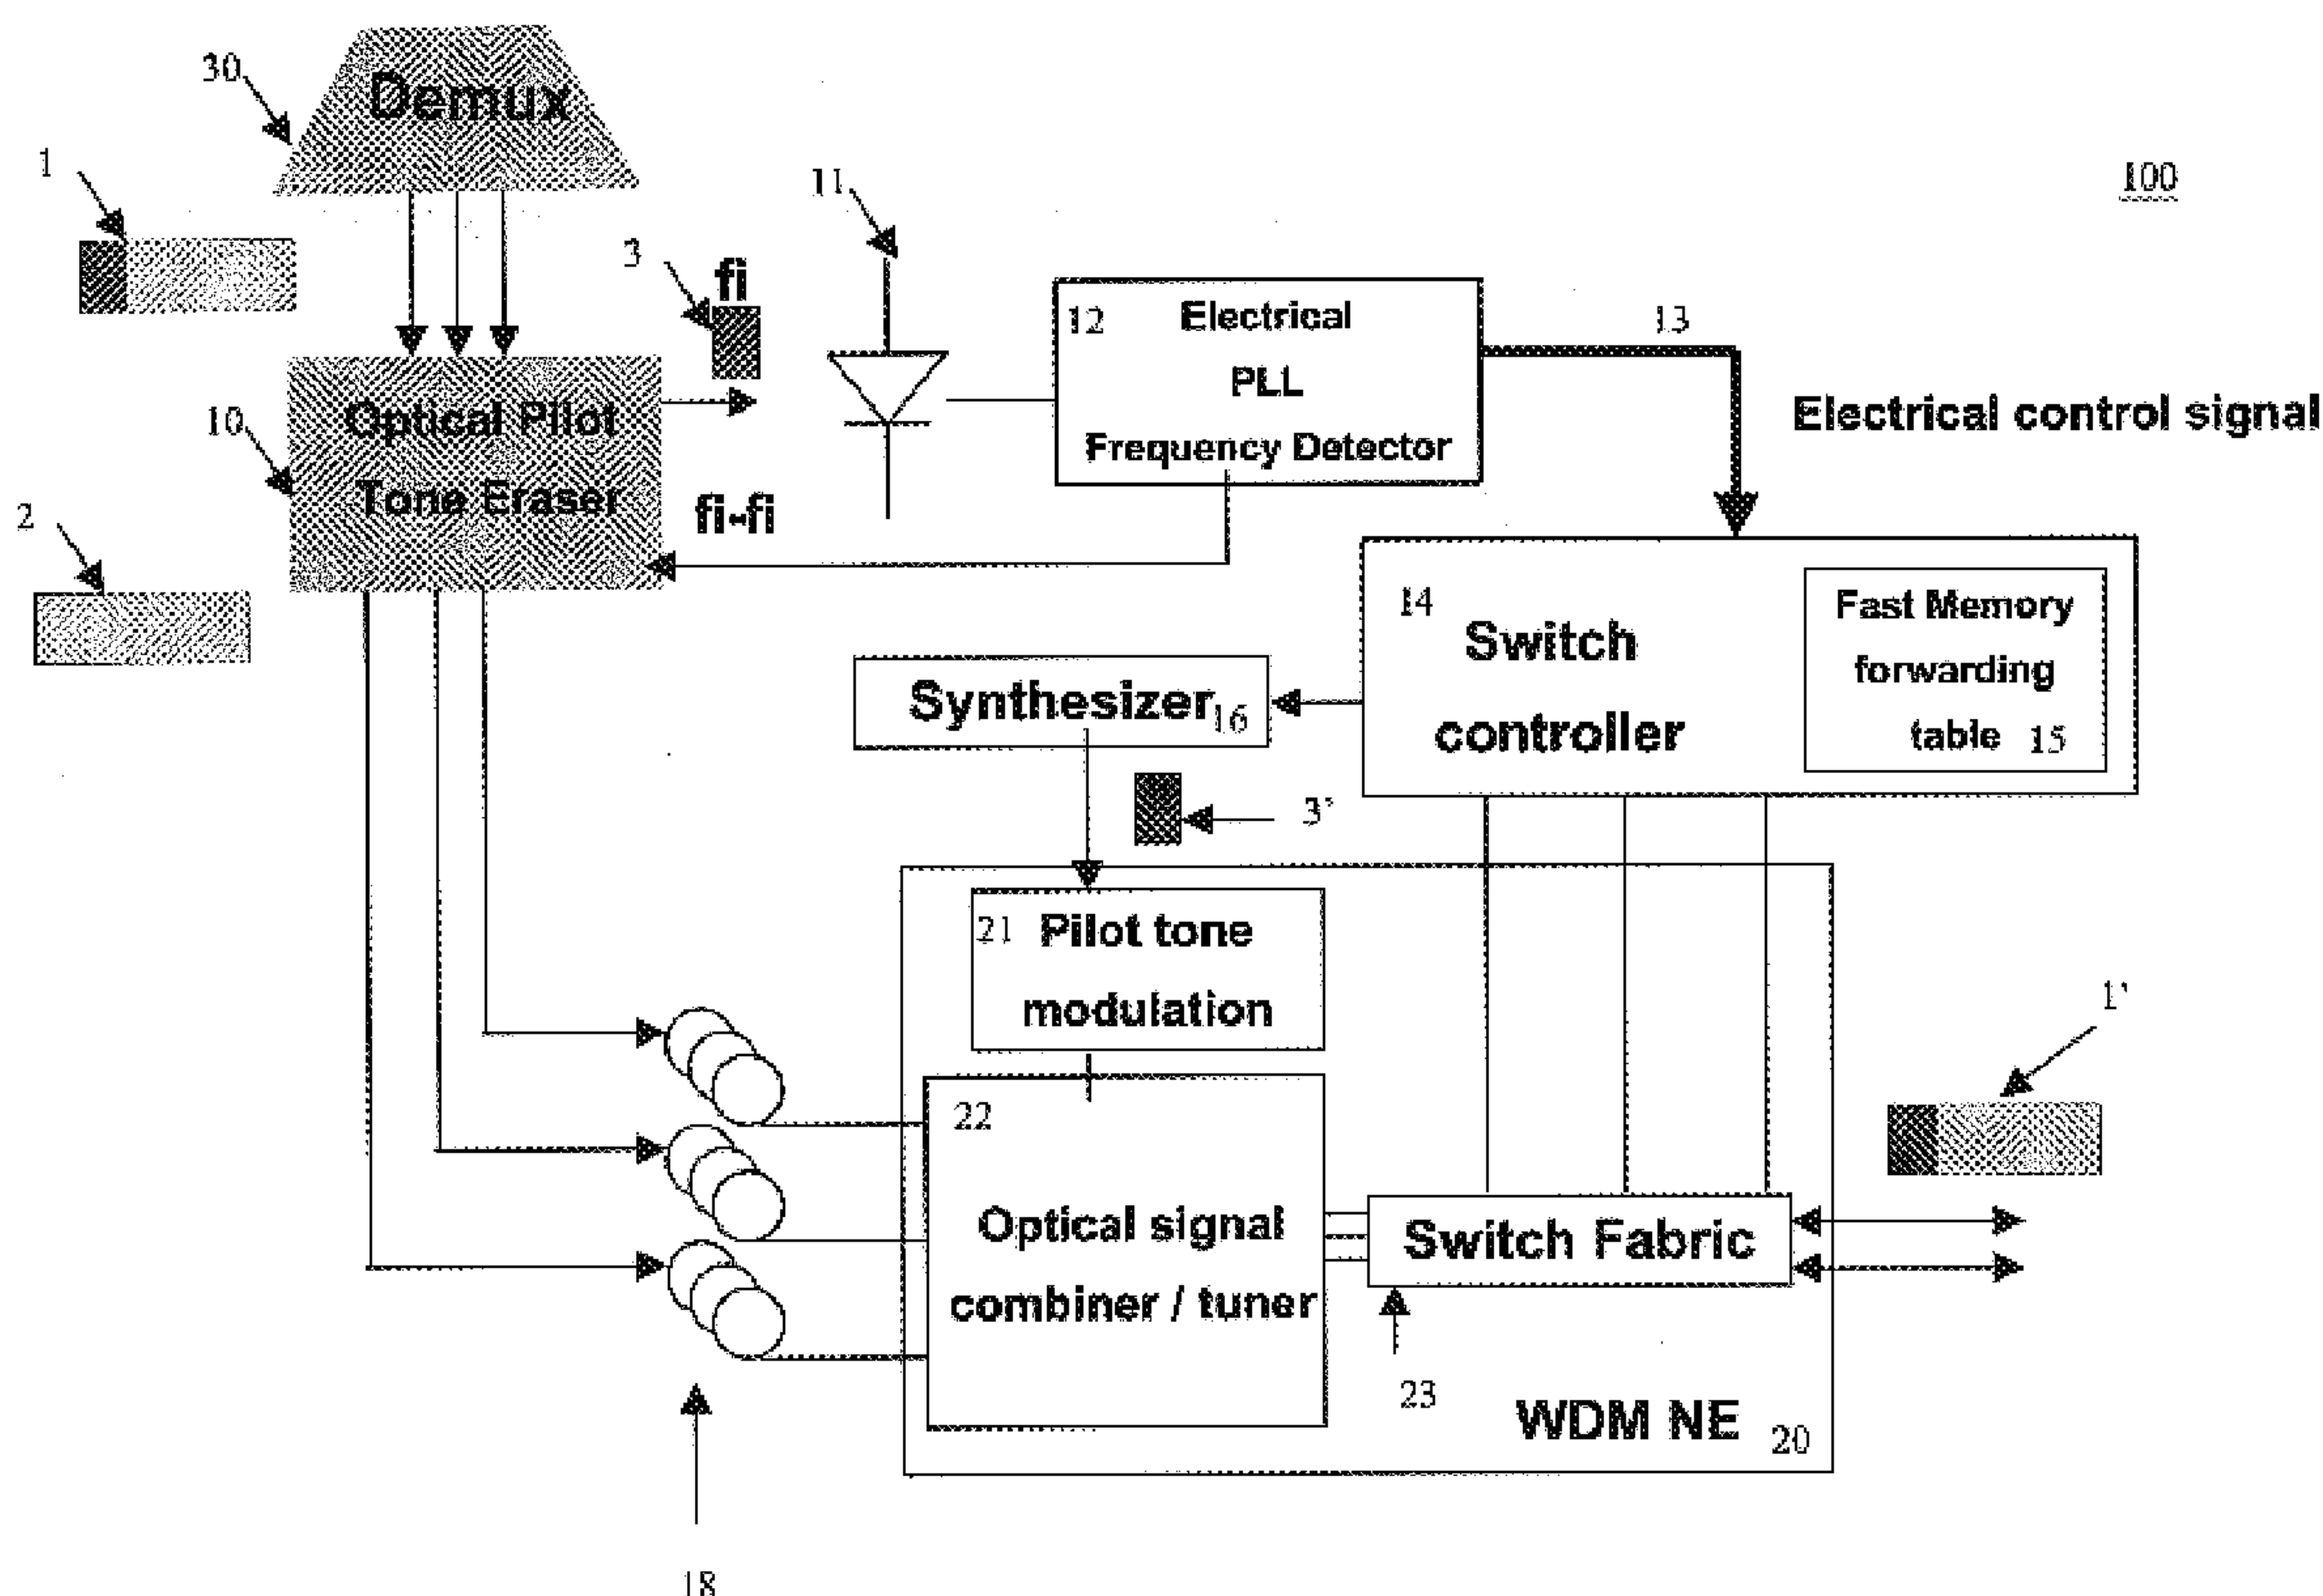 30
Demux
1
11
100
3
fi
12
Electrical
PLL
Frequency Detector
13
Electrical control signal
10
Optical Pilot
Tone Eraser
fi-fi
2
14
Switch
controller
Fast Memory
forwarding
table 15
Synthesizer 16
3'
21
Pilot tone
modulation
1'
22
Optical signal
combiner / tuner
Switch Fabric
23
WDM NE 20
18